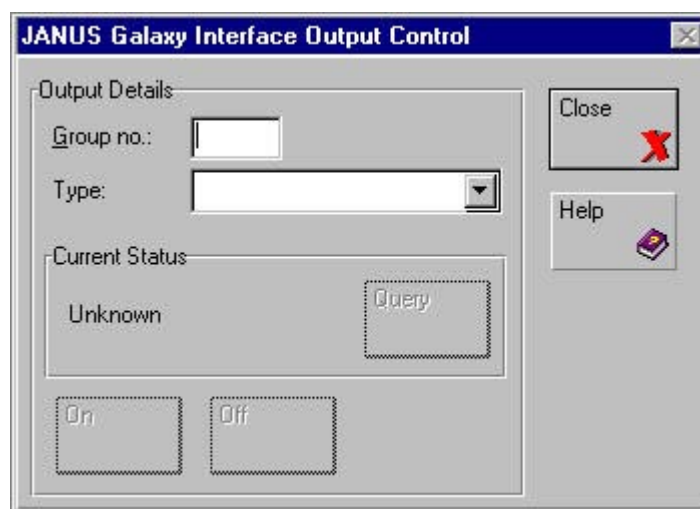 JANUS Galaxy Interface Output Control
Output Details
Group no.:
Type:
Current Status
Unknown
Query
On
Off
Close
Help